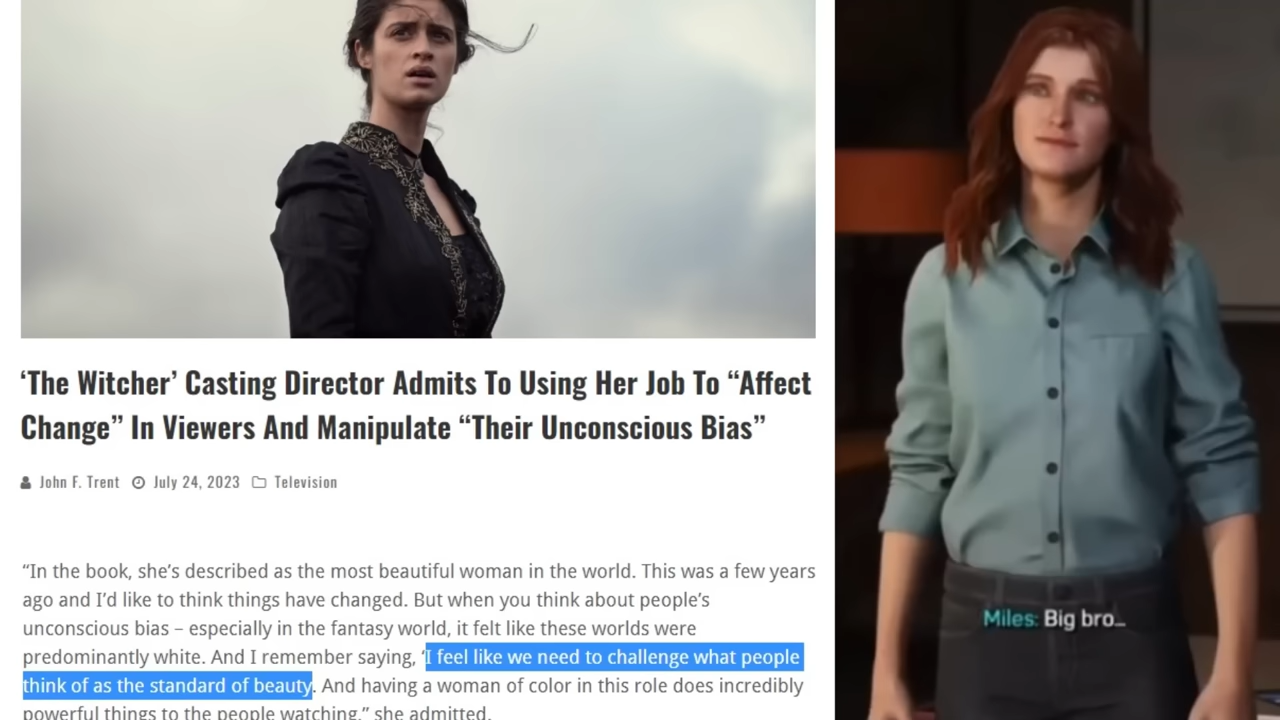 ‘The Witcher’ Casting Director Admits To Using Her Job To “Affect
Change” In Viewers And Manipulate “Their Unconscious Bias”
John F. Trent July 24, 2023 Television
“In the book, she’s described as the most beautiful woman in the world. This was a few years
ago and I’d like to think things have changed. But when you think about people’s
unconscious bias – especially in the fantasy world, it felt like these worlds were
predominantly white. And I remember saying, ‘I feel like we need to challenge what people
think of as the standard of beauty. And having a woman of color in this role does incredibly
powerful things to the people watching,” she admitted.
Miles: Big bro...